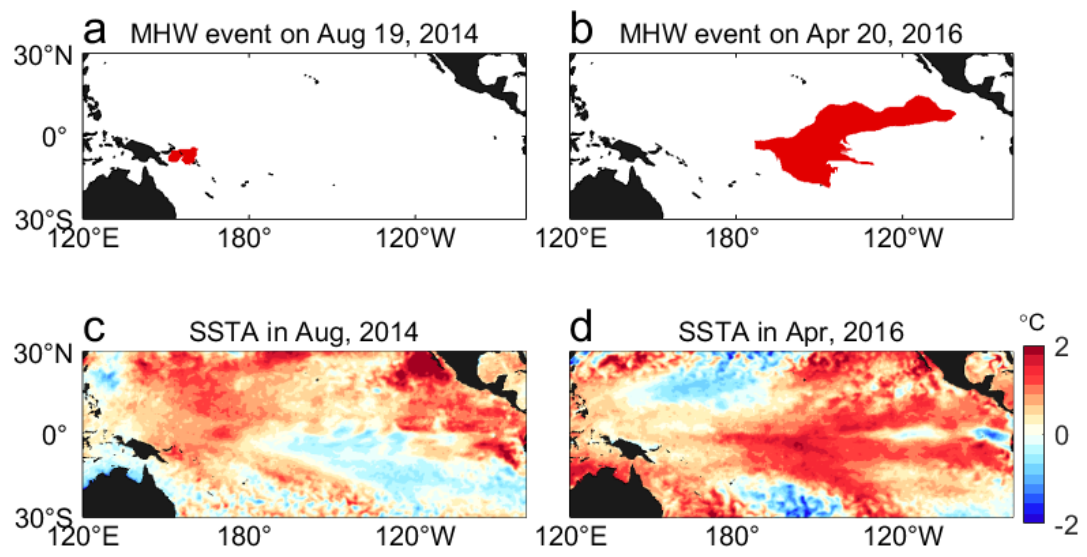 a
MHW event on Aug 19, 2014
30°N
0°
30°S
120°E
180°
120°W
b
MHW event on Apr 20, 2016
120°E
180°
120°W
c
SSTA in Aug, 2014
30°N
0°
30°S
120°E
180°
120°W
d
SSTA in Apr, 2016
120°E
180°
120°W
°C
2
0
-2